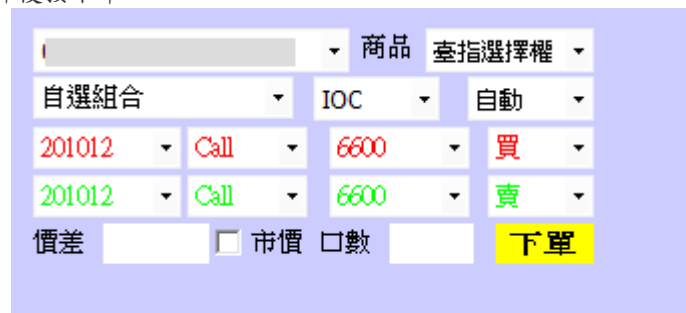 商品 臺指選擇權
自選組合 IOC 自動
201012 Call 6600 買
201012 Call 6600 賣
價差 市價 口數 下單